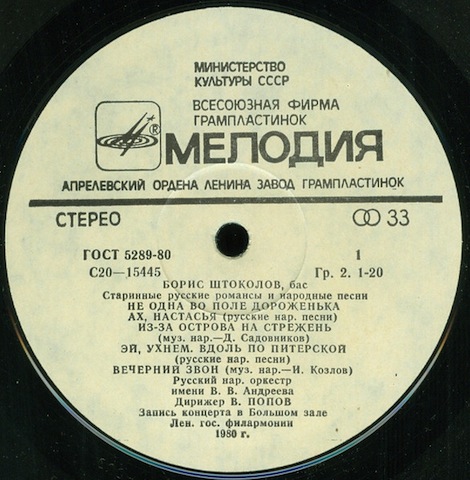 МИНИСТЕРСТВО
КУЛЬТУРЫ СССР
ВСЕСОЮЗНАЯ ФИРМА
ГРАМПЛАСТИНОК
®
МЕЛОДИЯ
АПРЕЛЕВСКИЙ ОРДЕНА ЛЕНИНА ЗАВОД ГРАМПЛАСТИНОК
СТЕРЕО 33
ГОСТ 5289-80 1
С20—15445 Гр. 2. 1-20
БОРИС ШТОКОЛОВ, бас
Старинные русские романсы и народные песни
НЕ ОДНА ВО ПОЛЕ ДОРОЖЕНЬКА
АХ, НАСТАСЬЯ (русские нар. песни)
ИЗ-ЗА ОСТРОВА НА СТРЕЖЕНЬ
(муз. нар.—Д. Садовников)
ЭЙ, УХНЕМ. ВДОЛЬ ПО ПИТЕРСКОЙ
(русские нар. песни)
ВЕЧЕРНИЙ ЗВОН (муз. нар.—И. Козлов)
Русский нар. оркестр
имени В. В. Андреева
Дирижер В. ПОПОВ
Запись концерта в Большом зале
Лен. гос. филармонии
1980 г.